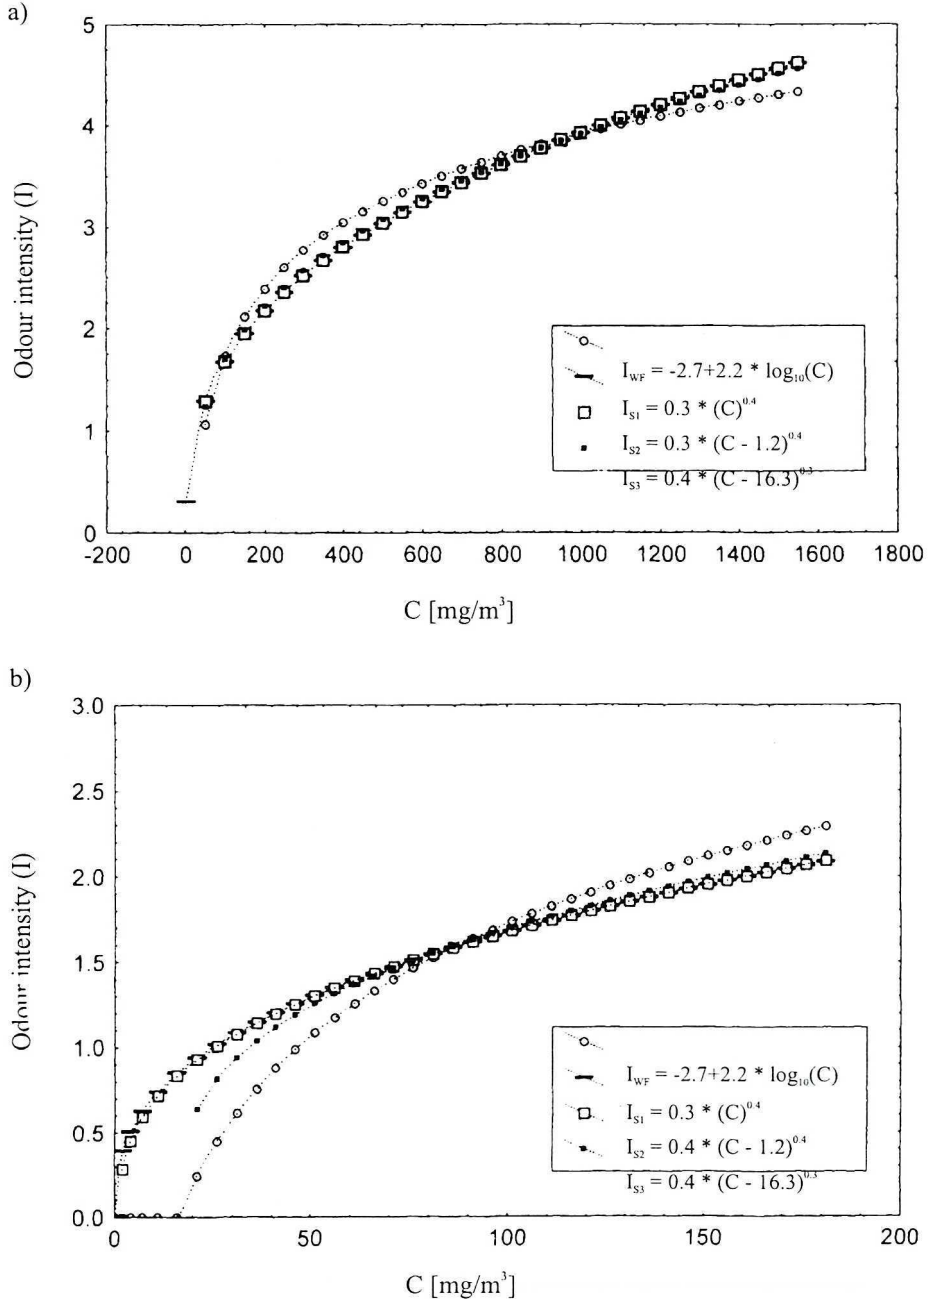 a)
5
4
3
2
1
0
Odour intensity (I)
I_WF = -2.7+2.2 * log₁₀(C)
I_S1 = 0.3 * (C)^0.4
I_S2 = 0.3 * (C - 1.2)^0.4
I_S3 = 0.4 * (C - 16.3)^0.3
-200 0 200 400 600 800 1000 1200 1400 1600 1800
C [mg/m³]
b)
3.0
2.5
2.0
1.5
1.0
0.5
0.0
Odour intensity (I)
I_WF = -2.7+2.2 * log₁₀(C)
I_S1 = 0.3 * (C)^0.4
I_S2 = 0.4 * (C - 1.2)^0.4
I_S3 = 0.4 * (C - 16.3)^0.3
0 50 100 150 200
C [mg/m³]